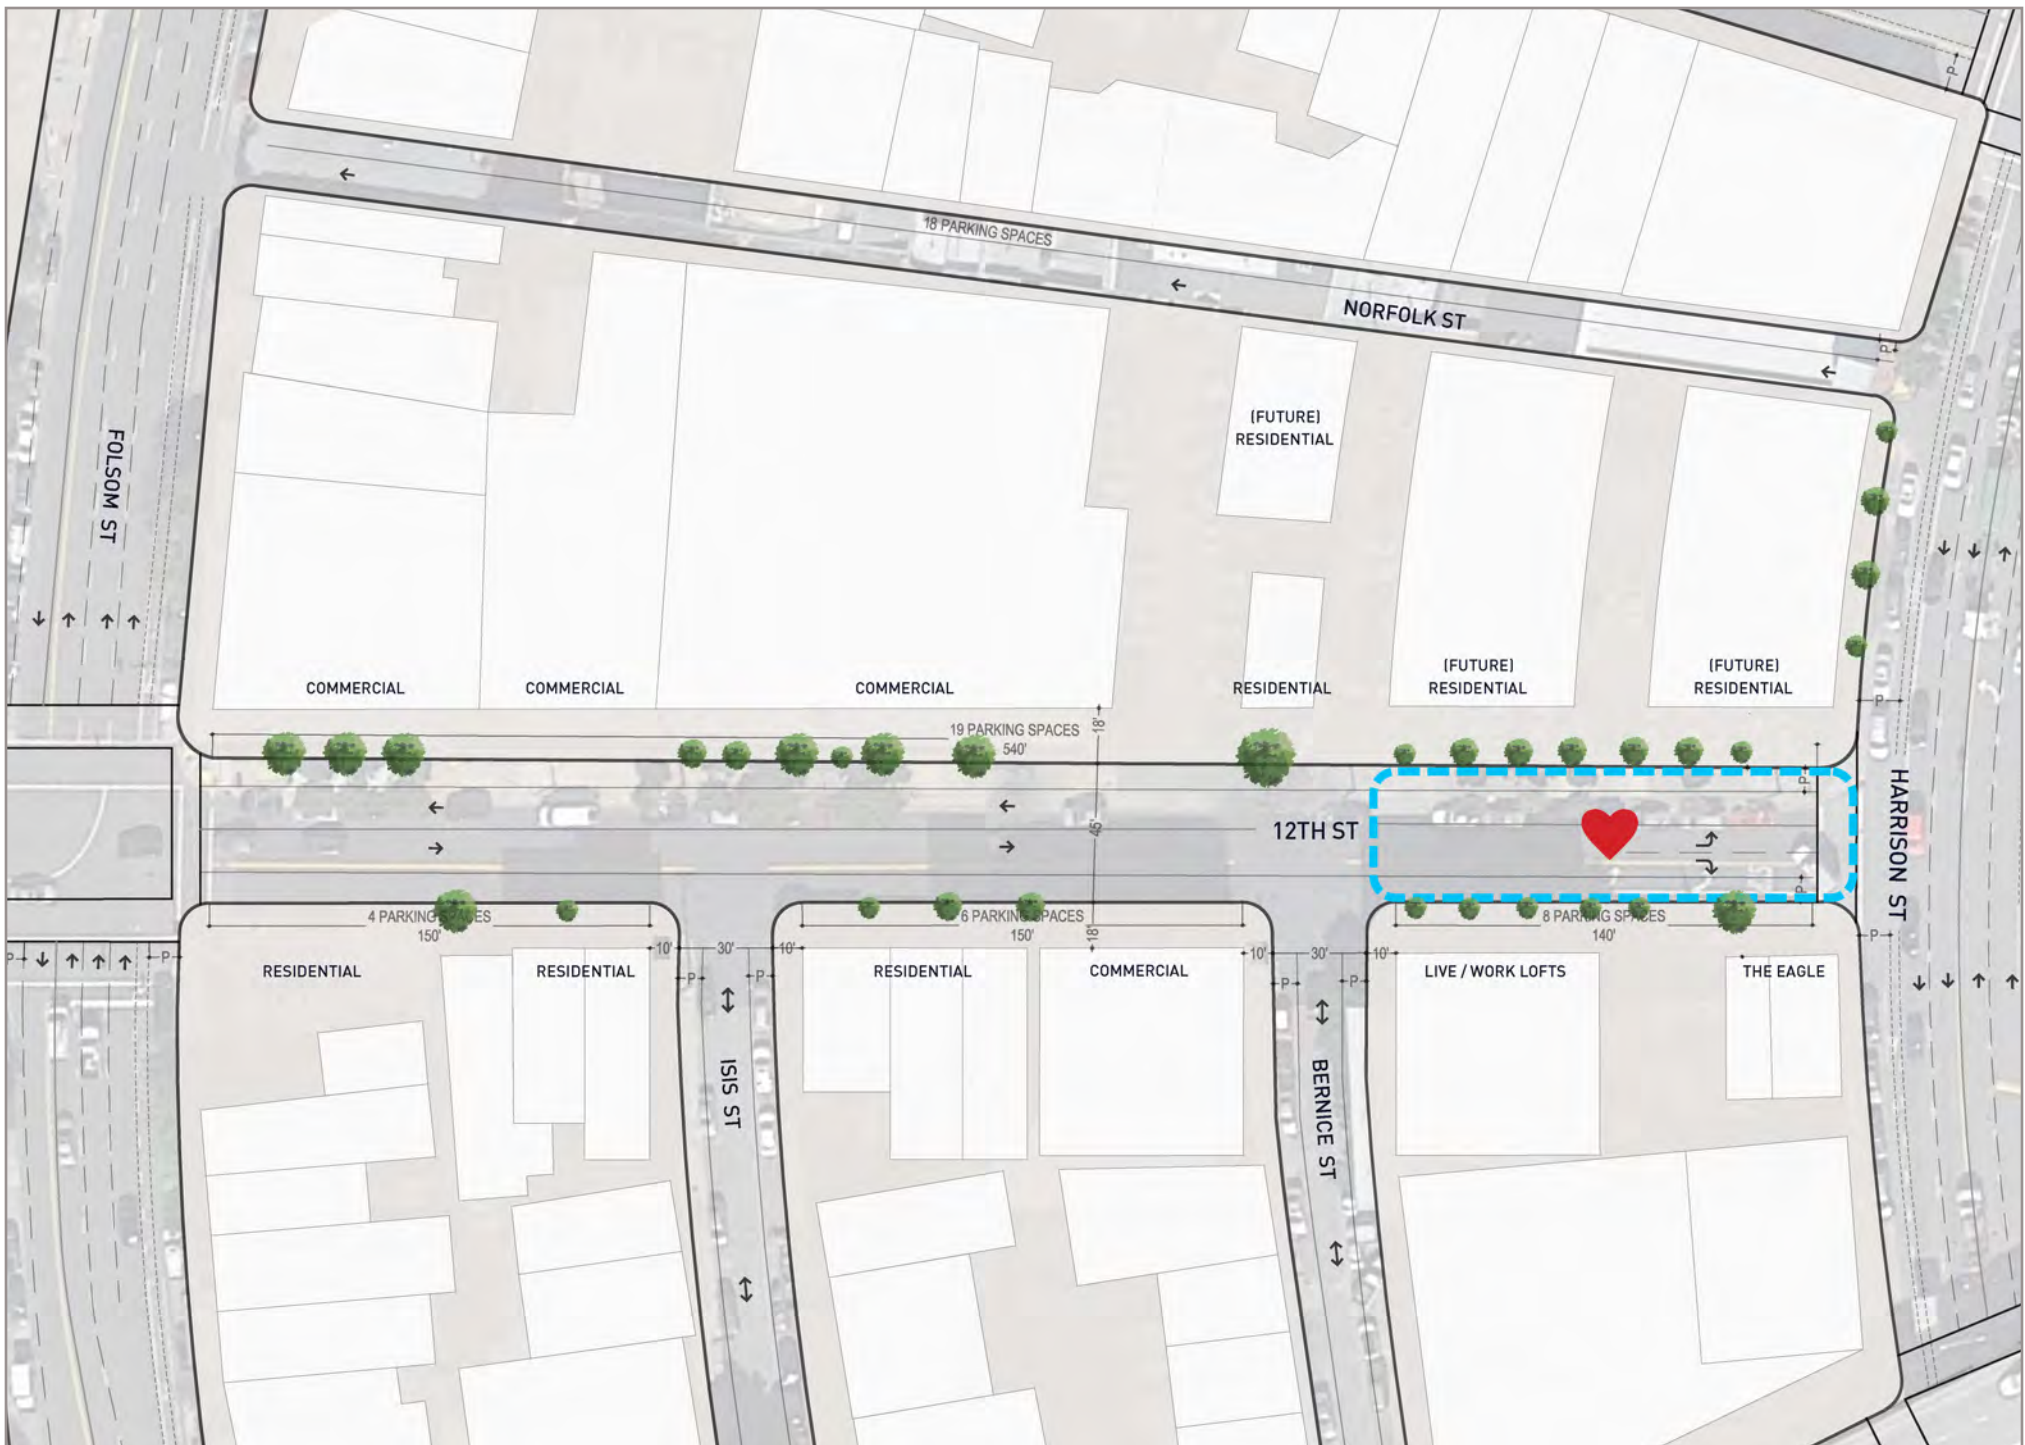 P
18 PARKING SPACES
NORFOLK ST
P
(FUTURE)
RESIDENTIAL
FOLSOM ST
COMMERCIAL
COMMERCIAL
COMMERCIAL
RESIDENTIAL
(FUTURE)
RESIDENTIAL
(FUTURE)
RESIDENTIAL
P
19 PARKING SPACES
540'
18'
P
12TH ST
45'
HARRISON ST
P
4 PARKING SPACES
150'
6 PARKING SPACES
150'
18'
8 PARKING SPACES
140'
P
10'
30'
10'
10'
30'
10'
P
P
P
P
P
P
RESIDENTIAL
RESIDENTIAL
RESIDENTIAL
COMMERCIAL
LIVE / WORK LOFTS
THE EAGLE
ISIS ST
BERNICE ST